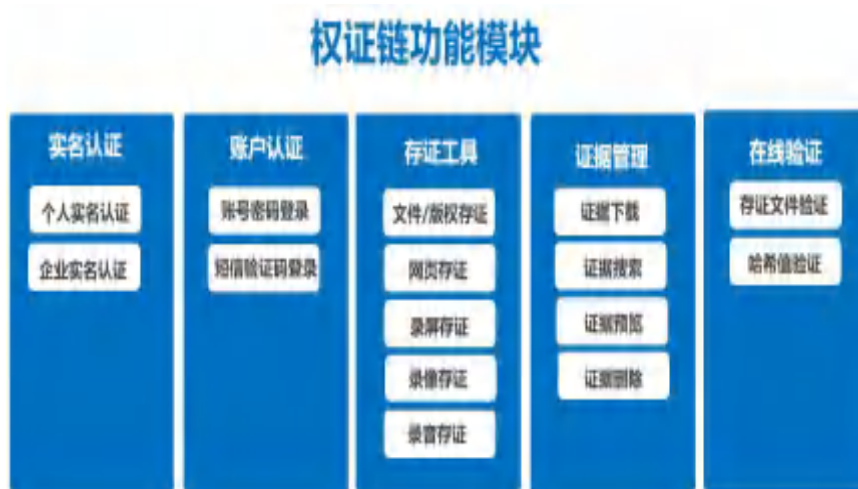 权证链功能模块
实名认证
个人实名认证
企业实名认证
账户认证
账号密码登录
短信验证码登录
存证工具
文件/版权存证
网页存证
录屏存证
录像存证
录音存证
证据管理
证据下载
证据搜索
证据预览
证据删除
在线验证
存证文件验证
哈希值验证